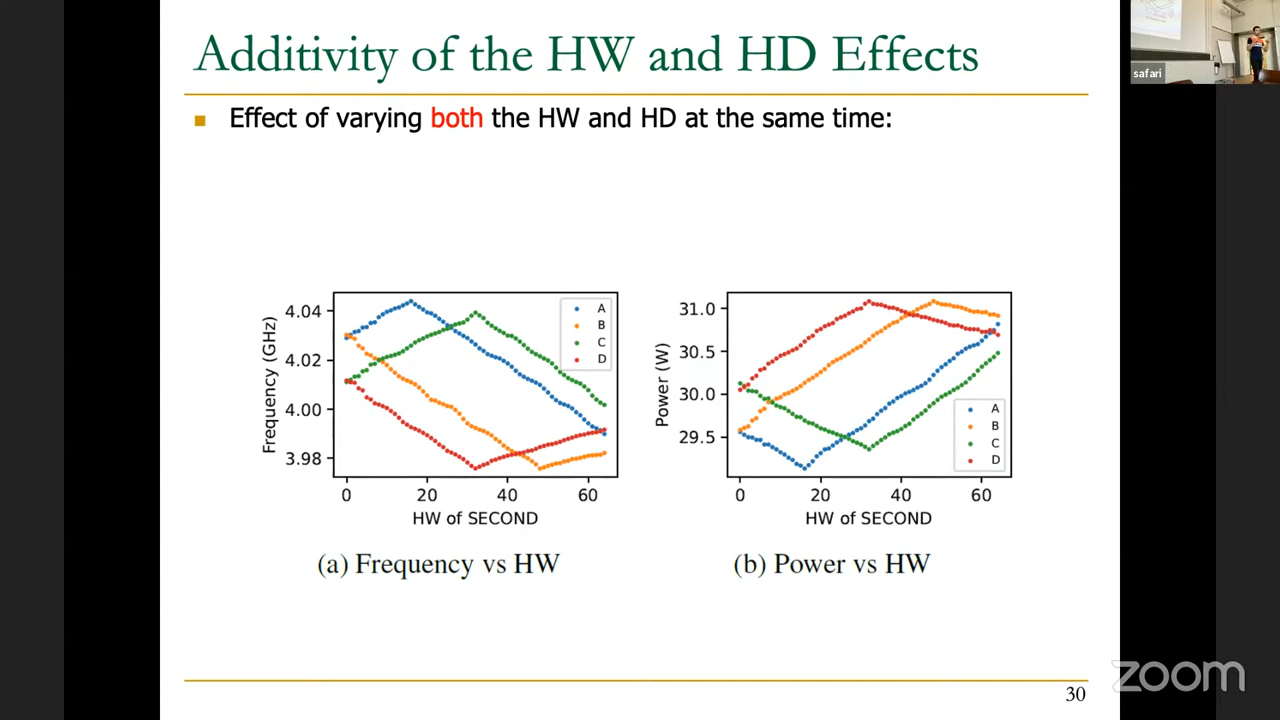 Additivity of the HW and HD Effects
safari
Effect of varying both the HW and HD at the same time:
Frequency (GHz)
4.04
4.02
4.00
3.98
0 20 40 60
HW of SECOND
A
B
C
D
(a) Frequency vs HW
Power (W)
31.0
30.5
30.0
29.5
0 20 40 60
HW of SECOND
A
B
C
D
(b) Power vs HW
zoom
30